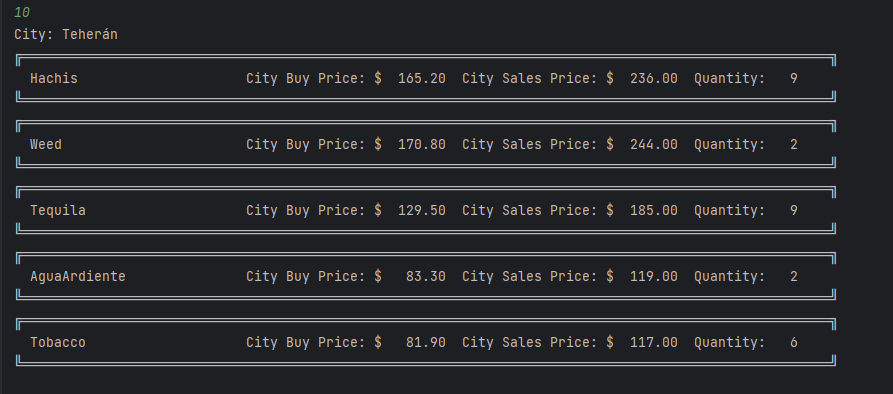 10
City: Teherán
Hachis City Buy Price: $ 165.20 City Sales Price: $ 236.00 Quantity: 9
Weed City Buy Price: $ 170.80 City Sales Price: $ 244.00 Quantity: 2
Tequila City Buy Price: $ 129.50 City Sales Price: $ 185.00 Quantity: 9
AguaArdiente City Buy Price: $ 83.30 City Sales Price: $ 119.00 Quantity: 2
Tobacco City Buy Price: $ 81.90 City Sales Price: $ 117.00 Quantity: 6